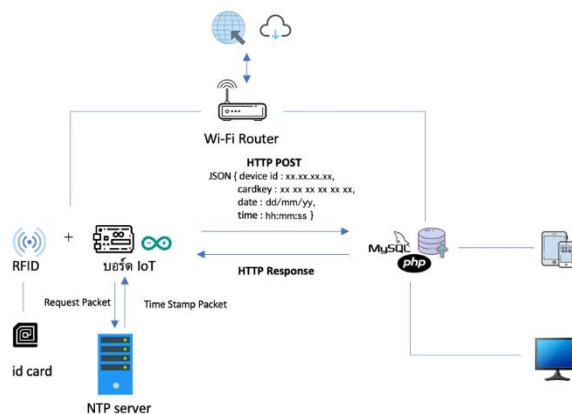 Wi-Fi Router
HTTP POST
JSON { device id : xx.xx.xx.xx,
cardkey : xx xx xx xx xx xx,
date : dd/mm/yy,
time : hh:mm:ss }
+
RFID
บอร์ด IoT
HTTP Response
MySQL
php
Request Packet
Time Stamp Packet
id card
NTP server